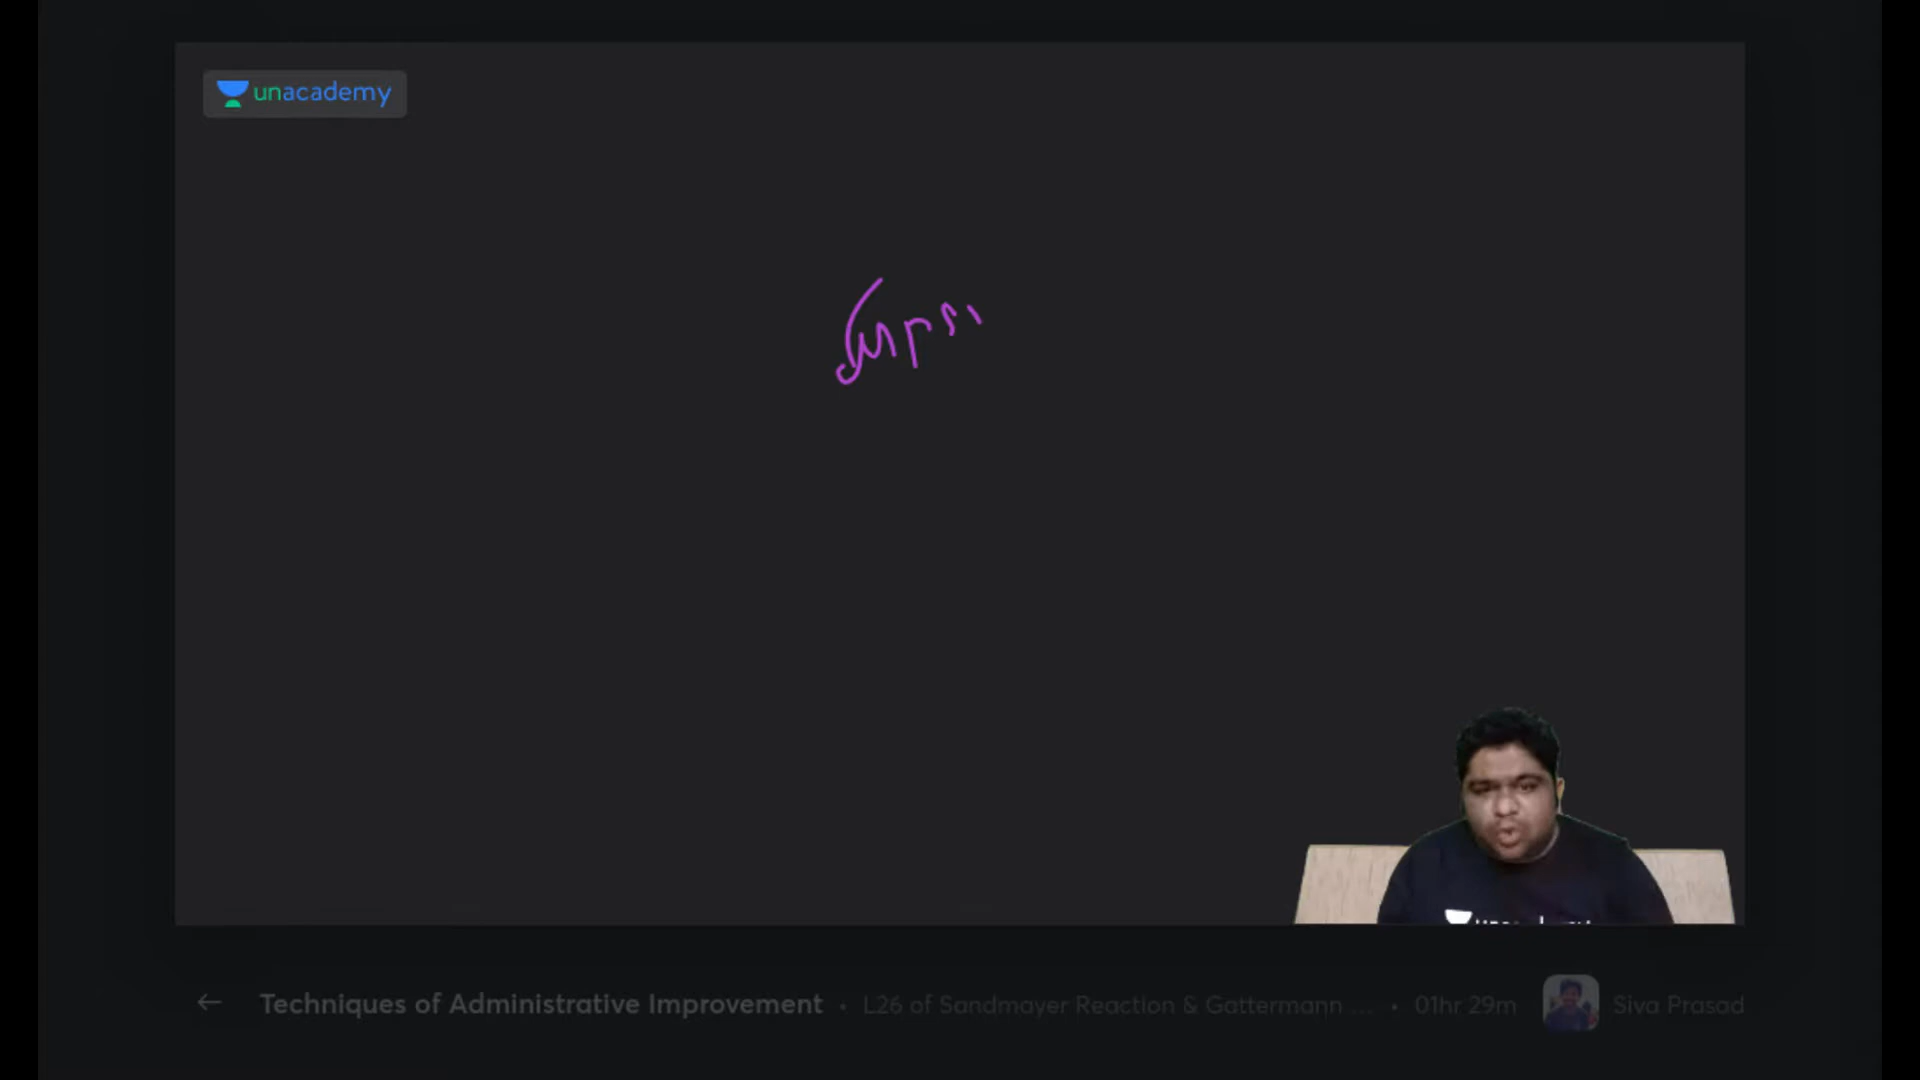 unacademy
Techniques of Administrative Improvement • L26 of Sandmayer Reaction & Gattermann ... • 01hr 29m Siva Prasad